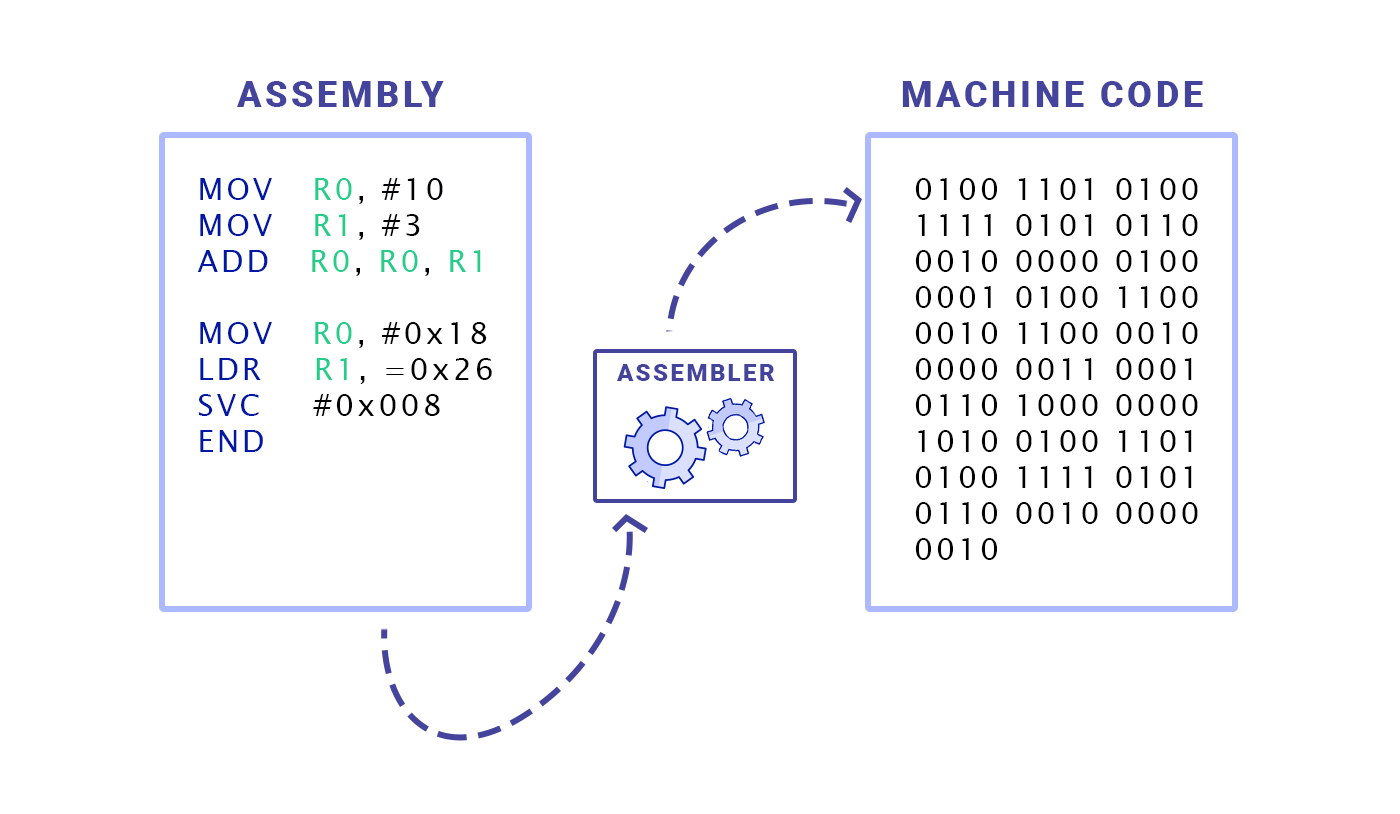 ASSEMBLY
MOV R0, #10
MOV R1, #3
ADD R0, R0, R1
MOV R0, #0x18
LDR R1, =0x26
SVC #0x008
END
ASSEMBLER
MACHINE CODE
0100 1101 0100
1111 0101 0110
0010 0000 0100
0001 0100 1100
0010 1100 0010
0000 0011 0001
0110 1000 0000
1010 0100 1101
0100 1111 0101
0110 0010 0000
0010